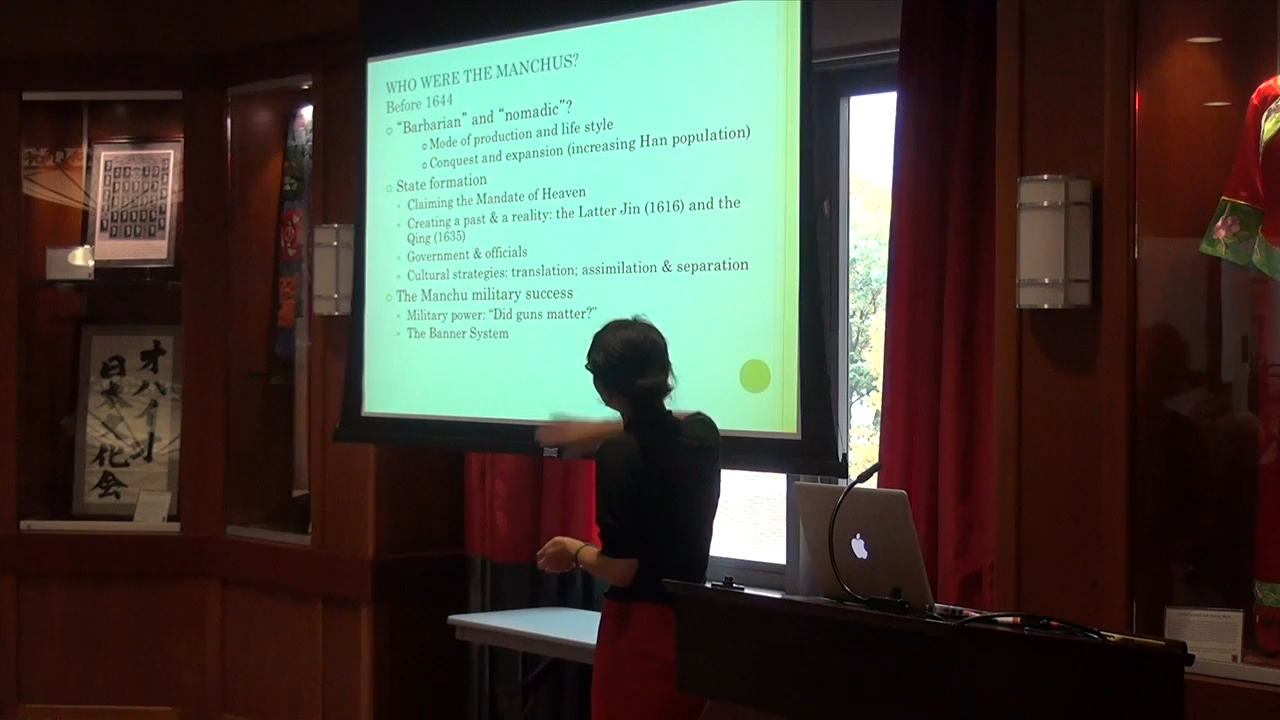 WHO WERE THE MANCHUS?
Before 1644
"Barbarian" and "nomadic"?
Mode of production and life style
Conquest and expansion (increasing Han population)
State formation
Claiming the Mandate of Heaven
Creating a past & a reality: the Latter Jin (1616) and the
Qing (1635)
Government & officials
Cultural strategies: translation; assimilation & separation
The Manchu military success
Military power: "Did guns matter?"
The Banner System
オハイオ
日本文化会